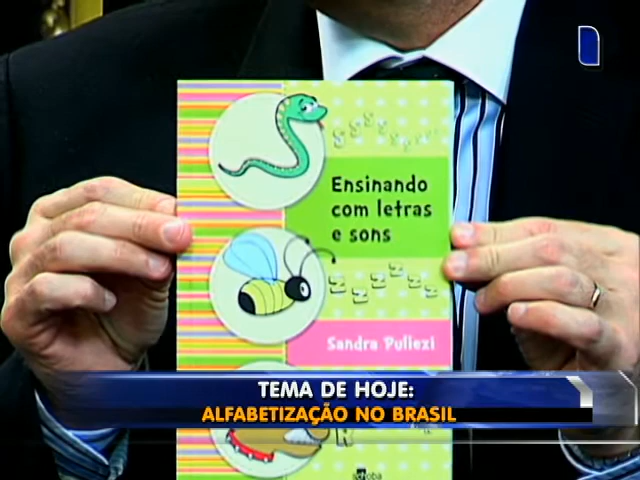 Ensinando
com letras
e sons
Sandra Puliezi
TEMA DE HOJE:
ALFABETIZAÇÃO NO BRASIL
R